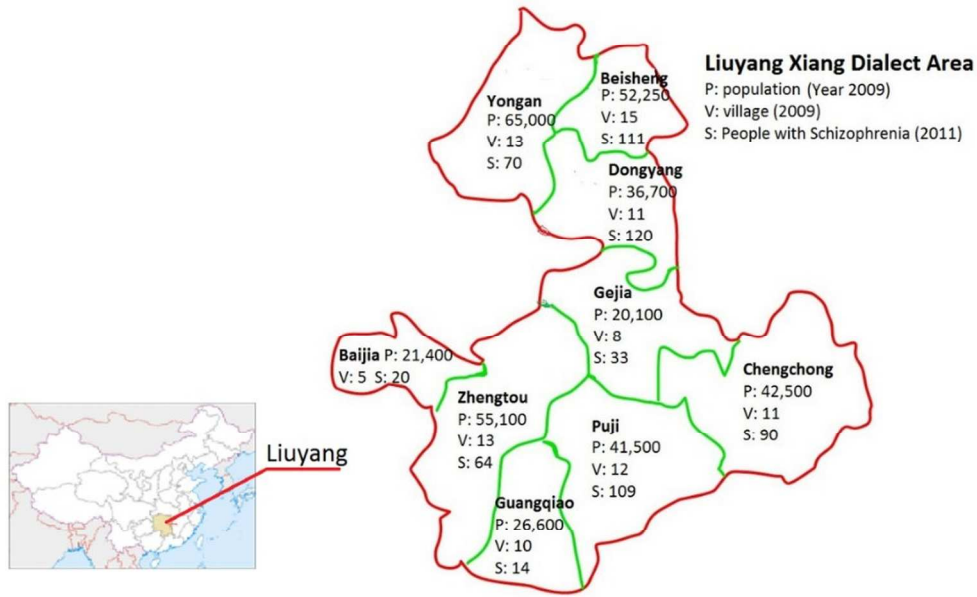 Liuyang Xiang Dialect Area
P: population (Year 2009)
V: village (2009)
S: People with Schizophrenia (2011)
Yongan
P: 65,000
V: 13
S: 70
Beisheng
P: 52,250
V: 15
S: 111
Dongyang
P: 36,700
V: 11
S: 120
Gejia
P: 20,100
V: 8
S: 33
Baijia P: 21,400
V: 5 S: 20
Zhengtou
P: 55,100
V: 13
S: 64
Chengchong
P: 42,500
V: 11
S: 90
Puji
P: 41,500
V: 12
S: 109
Guangqiao
P: 26,600
V: 10
S: 14
Liuyang